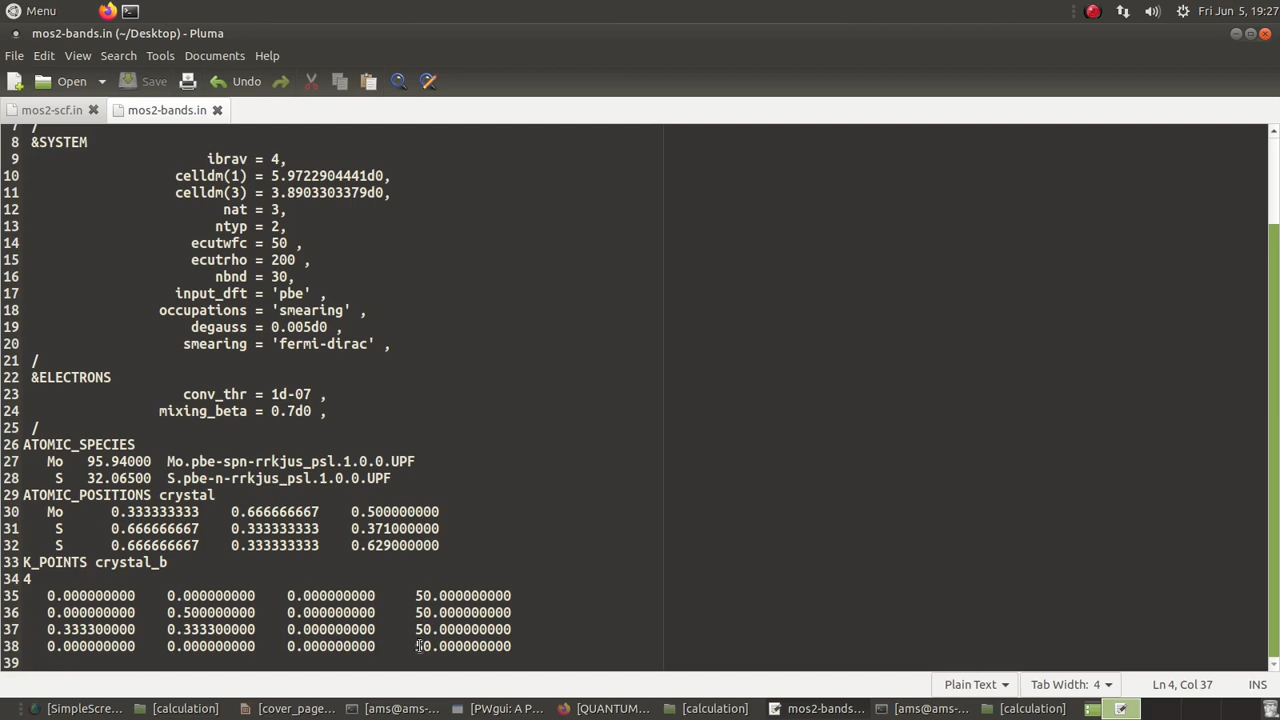 Menu Fri Jun 5, 19:27
mos2-bands.in (~/Desktop) - Pluma
File Edit View Search Tools Documents Help
Open Save Undo
mos2-scf.in mos2-bands.in
7 /
8 &SYSTEM
9 ibrav = 4,
10 celldm(1) = 5.9722904441d0,
11 celldm(3) = 3.8903303379d0,
12 nat = 3,
13 ntyp = 2,
14 ecutwfc = 50 ,
15 ecutrho = 200 ,
16 nbnd = 30,
17 input_dft = 'pbe' ,
18 occupations = 'smearing' ,
19 degauss = 0.005d0 ,
20 smearing = 'fermi-dirac' ,
21 /
22 &ELECTRONS
23 conv_thr = 1d-07 ,
24 mixing_beta = 0.7d0 ,
25 /
26 ATOMIC_SPECIES
27 Mo 95.94000 Mo.pbe-spn-rrkjus_psl.1.0.0.UPF
28 S 32.06500 S.pbe-n-rrkjus_psl.1.0.0.UPF
29 ATOMIC_POSITIONS crystal
30 Mo 0.333333333 0.666666667 0.500000000
31 S 0.666666667 0.333333333 0.371000000
32 S 0.666666667 0.333333333 0.629000000
33 K_POINTS crystal_b
34 4
35 0.000000000 0.000000000 0.000000000 50.000000000
36 0.000000000 0.500000000 0.000000000 50.000000000
37 0.333300000 0.333300000 0.000000000 50.000000000
38 0.000000000 0.000000000 0.000000000
39
Plain Text Tab Width: 4 Ln 4, Col 37 INS
[SimpleScre... [calculation] [cover_page... [ams@ams-... [PWgui: A P... [QUANTUM... [calculation] mos2-bands... [ams@ams-... [calculation]